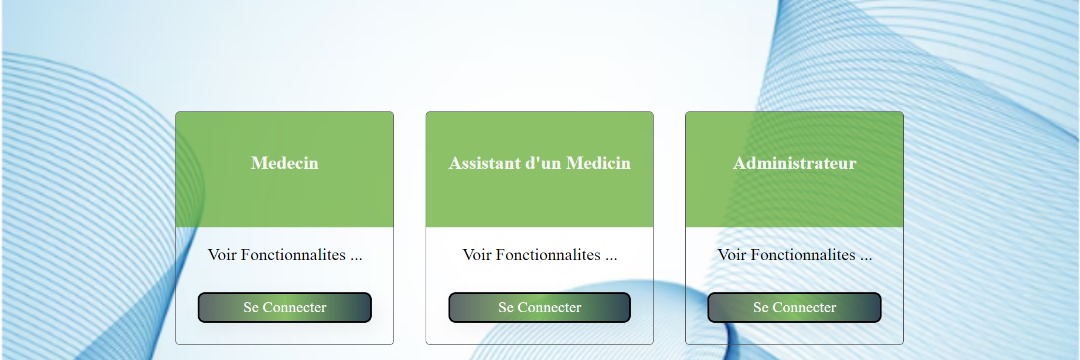 Medecin
Assistant d'un Medicin
Administrateur
Voir Fonctionnalites ...
Voir Fonctionnalites ...
Voir Fonctionnalites ...
Se Connecter
Se Connecter
Se Connecter